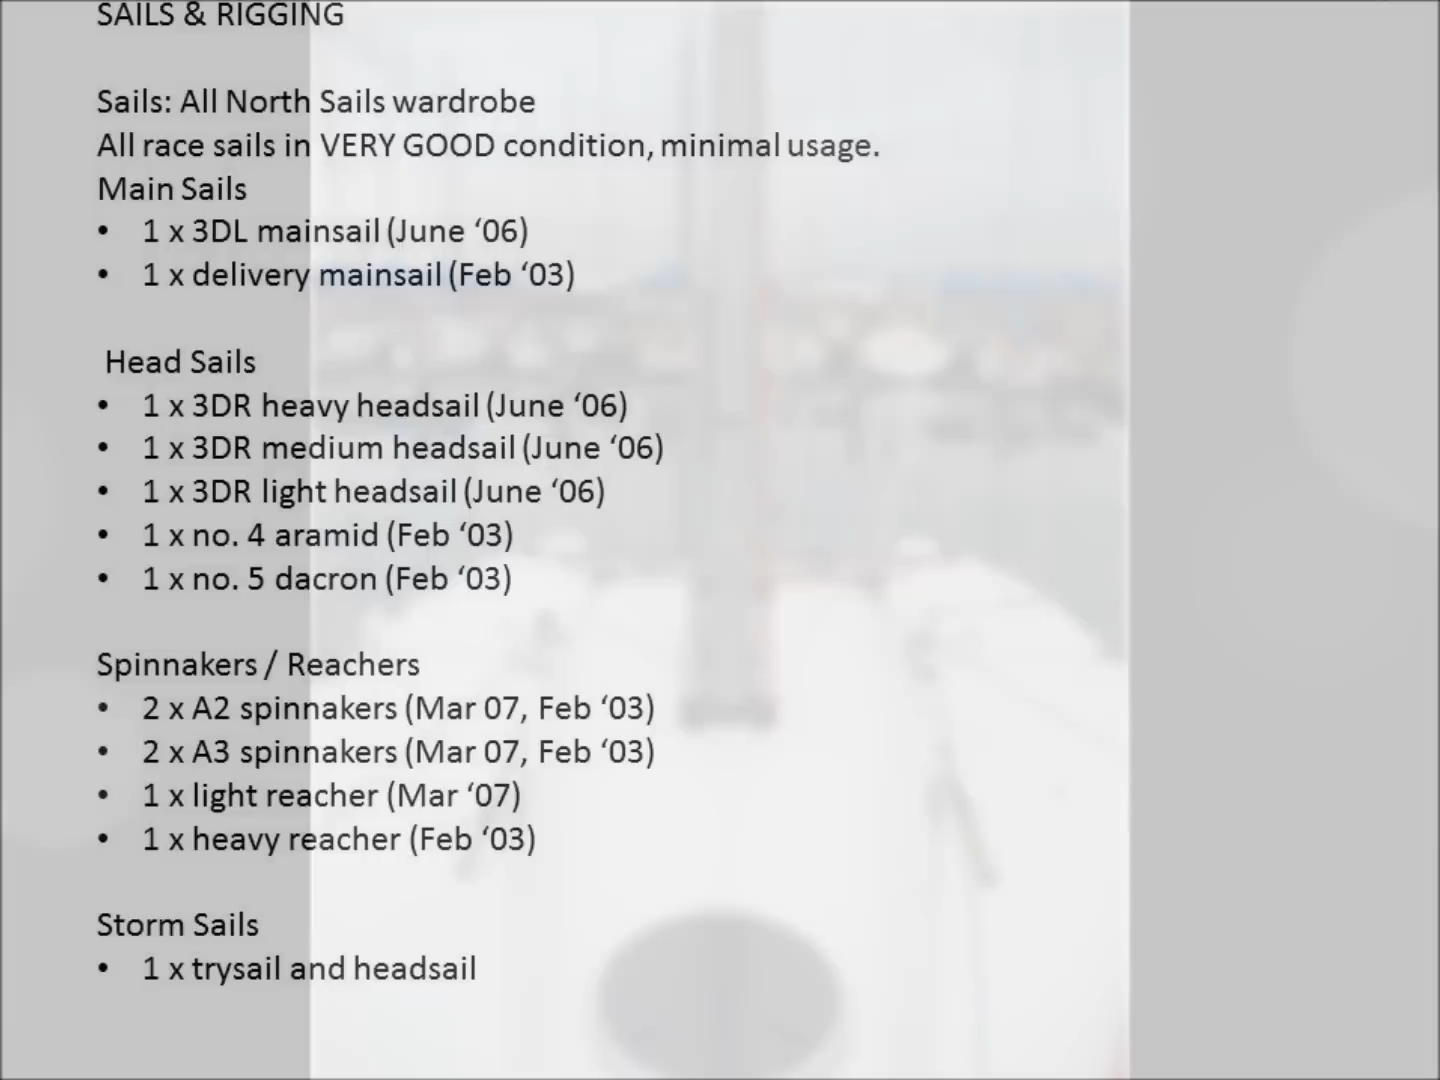 SAILS & RIGGING
Sails: All North Sails wardrobe
All race sails in VERY GOOD condition, minimal usage.
Main Sails
• 1 x 3DL mainsail (June ‘06)
• 1 x delivery mainsail (Feb ‘03)
Head Sails
• 1 x 3DR heavy headsail (June ‘06)
• 1 x 3DR medium headsail (June ‘06)
• 1 x 3DR light headsail (June ‘06)
• 1 x no. 4 aramid (Feb ‘03)
• 1 x no. 5 dacron (Feb ‘03)
Spinnakers / Reachers
• 2 x A2 spinnakers (Mar 07, Feb ‘03)
• 2 x A3 spinnakers (Mar 07, Feb ‘03)
• 1 x light reacher (Mar ‘07)
• 1 x heavy reacher (Feb ‘03)
Storm Sails
• 1 x trysail and headsail